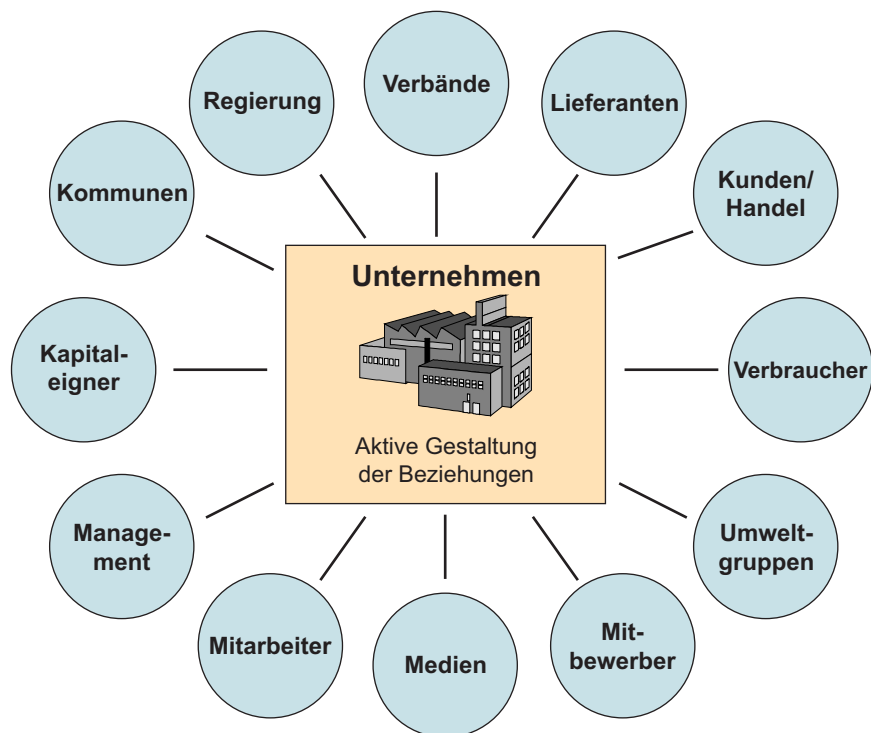 Verbände
Regierung
Lieferanten
Kommunen
Kunden/
Handel
Unternehmen
Kapital-
eigner
Verbraucher
Aktive Gestaltung
der Beziehungen
Manage-
ment
Umwelt-
gruppen
Mitarbeiter
Medien
Mit-
bewerber